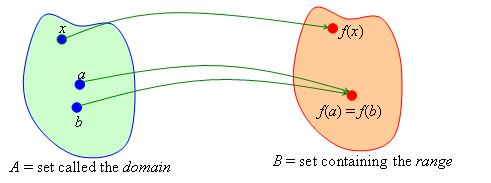 x
f(x)
a
b
f(a) = f(b)
A = set called the domain
B = set containing the range